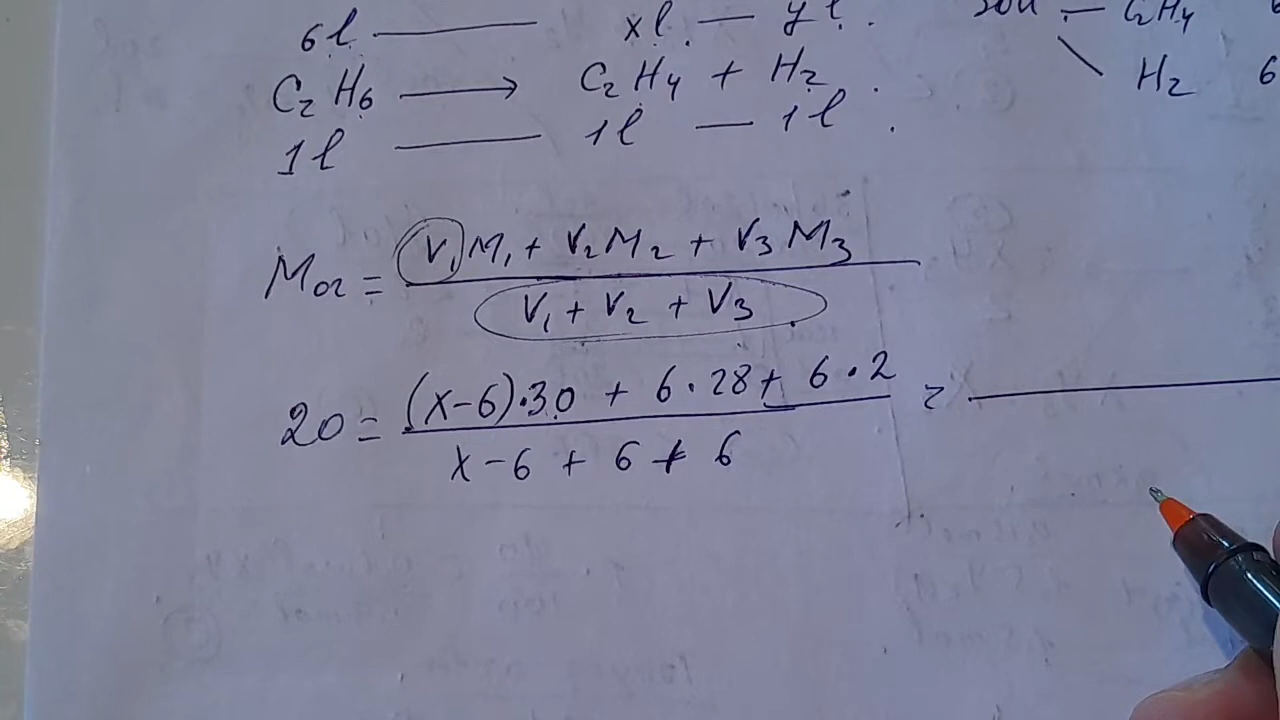 6l — xl — yl.
C₂H₄
H₂ 6
C₂H₆ → C₂H₄ + H₂.
1l — 1l — 1l.
Mor = (V₁M₁ + V₂M₂ + V₃M₃) / (V₁ + V₂ + V₃)
20 = ((x-6)·30 + 6·28 + 6·2) / (x-6 + 6 + 6) =